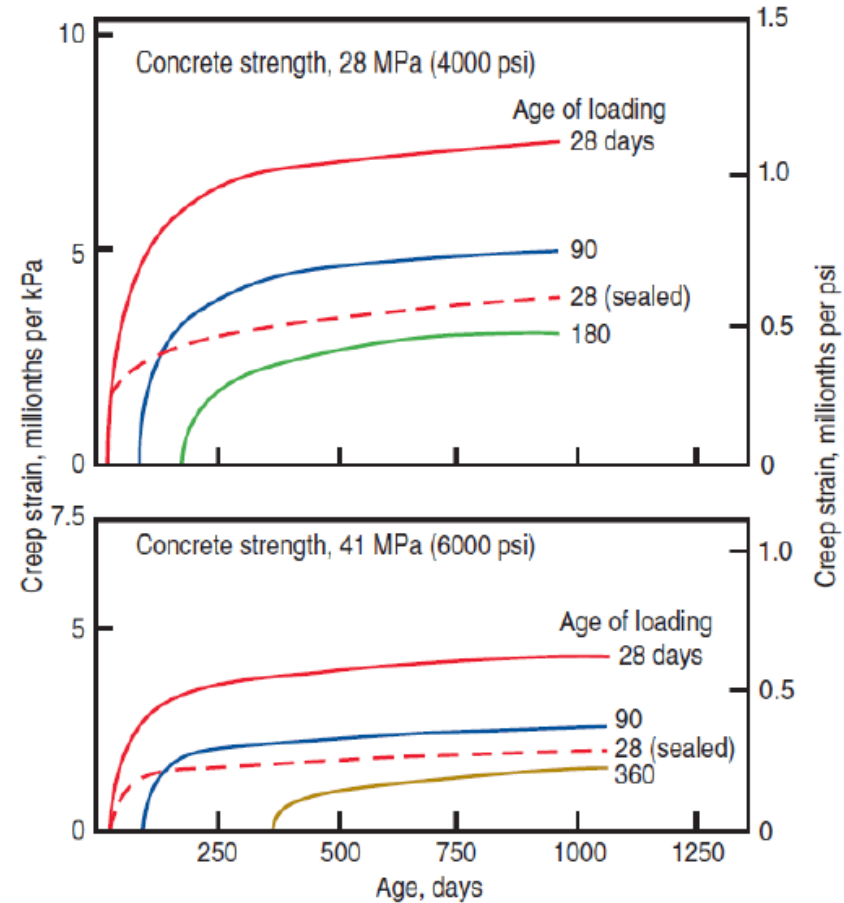 10
1.5
Concrete strength, 28 MPa (4000 psi)
Age of loading
28 days
1.0
5
90
28 (sealed)
0.5
180
0
0
Creep strain, millionths per kPa
Creep strain, millionths per psi
7.5
Concrete strength, 41 MPa (6000 psi)
1.0
5
Age of loading
28 days
0.5
90
28 (sealed)
360
0
0
250 500 750 1000 1250
Age, days